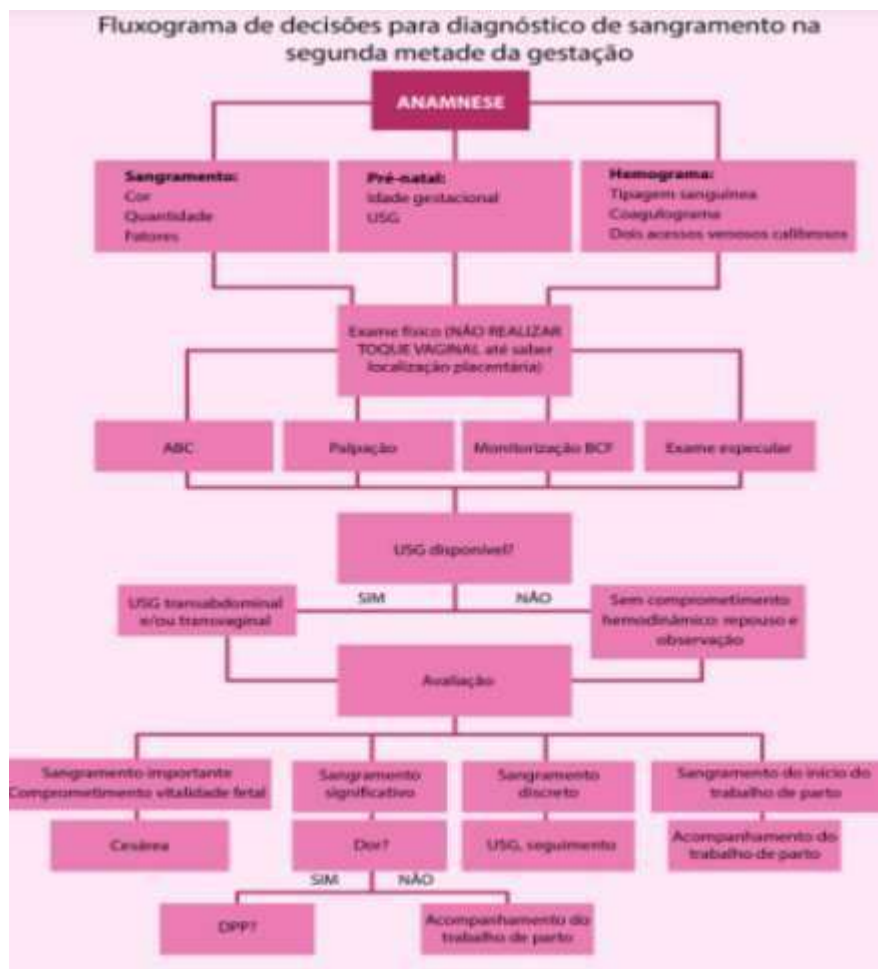 Fluxograma de decisões para diagnóstico de sangramento na
segunda metade da gestação
ANAMNESE
Sangramento:
Cor
Quantidade
Fatores
Pré-natal:
Idade gestacional
USG
Hemograma:
Tipagem sanguínea
Coagulograma
Dois acessos venosos calibrosos
Exame físico (NÃO REALIZAR
TOQUE VAGINAL até saber
localização placentária)
ABC
Palpação
Monitorização BCF
Exame especular
USG disponível?
SIM
NÃO
USG transabdominal
e/ou transvaginal
Sem comprometimento
hemodinâmico repouso e
observação
Avaliação
Sangramento importante
Comprometimento vitalidade fetal
Sangramento
significativo
Sangramento
discreto
Sangramento do início do
trabalho de parto
Cesárea
Dor?
USG, seguimento
Acompanhamento do
trabalho de parto
SIM
NÃO
DPP?
Acompanhamento do
trabalho de parto